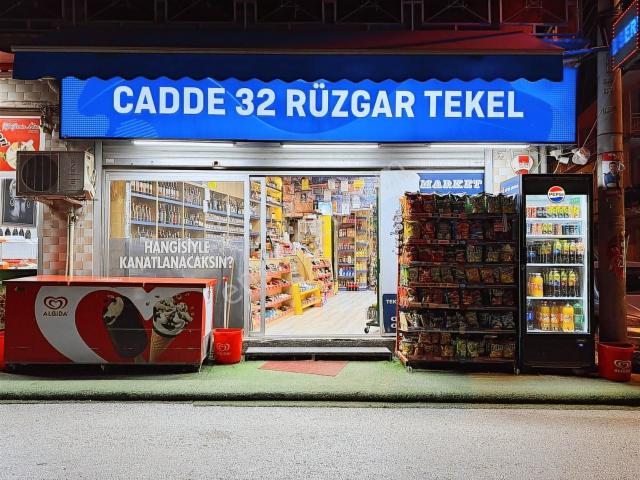 CADDE 32 RÜZGAR TEKEL
MARKET
HANGİSİYLE
KANATLANACAKSIN?
ALGIDA
PEPSI